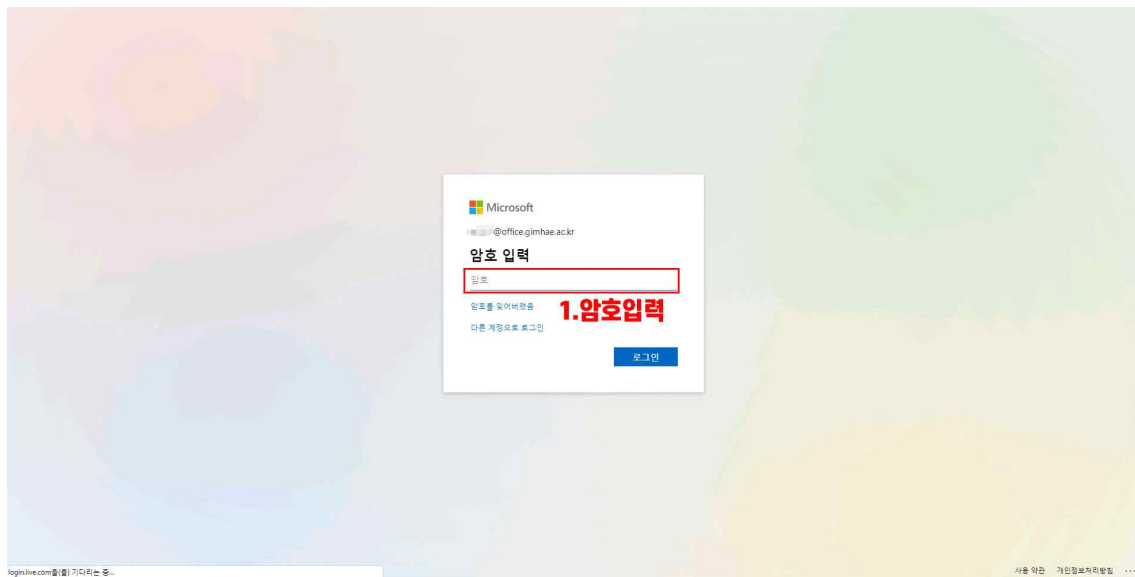 Microsoft
@office.gimhae.ac.kr
암호 입력
암호
암호를 잊어버렸음
1.암호입력
다른 계정으로 로그인
로그인
login.live.com을(를) 기다리는 중...
사용 약관 개인정보처리방침 ...